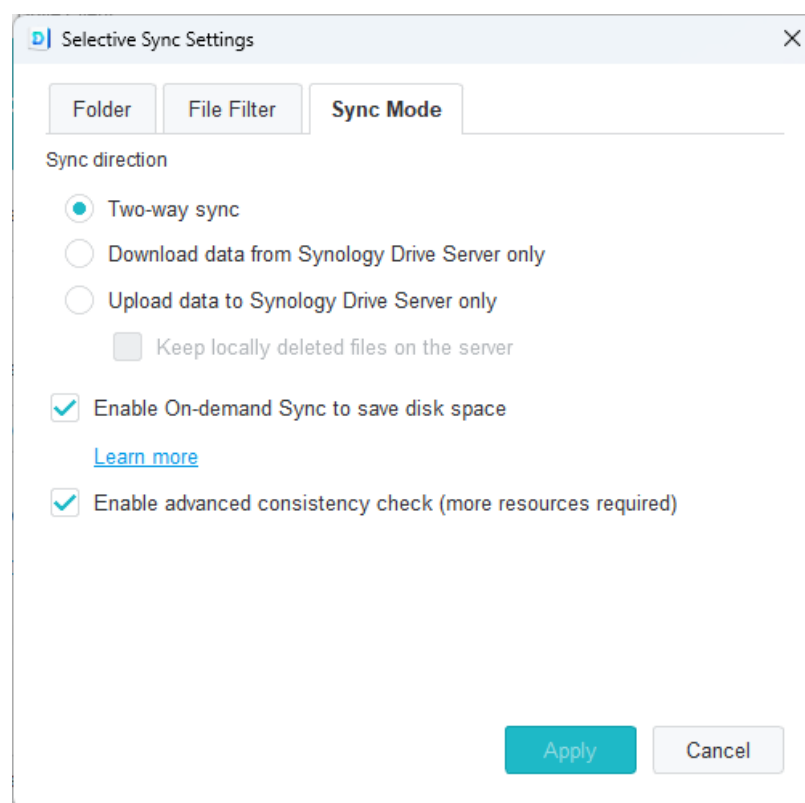 Selective Sync Settings
Folder File Filter Sync Mode
Sync direction
Two-way sync
Download data from Synology Drive Server only
Upload data to Synology Drive Server only
Keep locally deleted files on the server
Enable On-demand Sync to save disk space
Learn more
Enable advanced consistency check (more resources required)
Apply Cancel